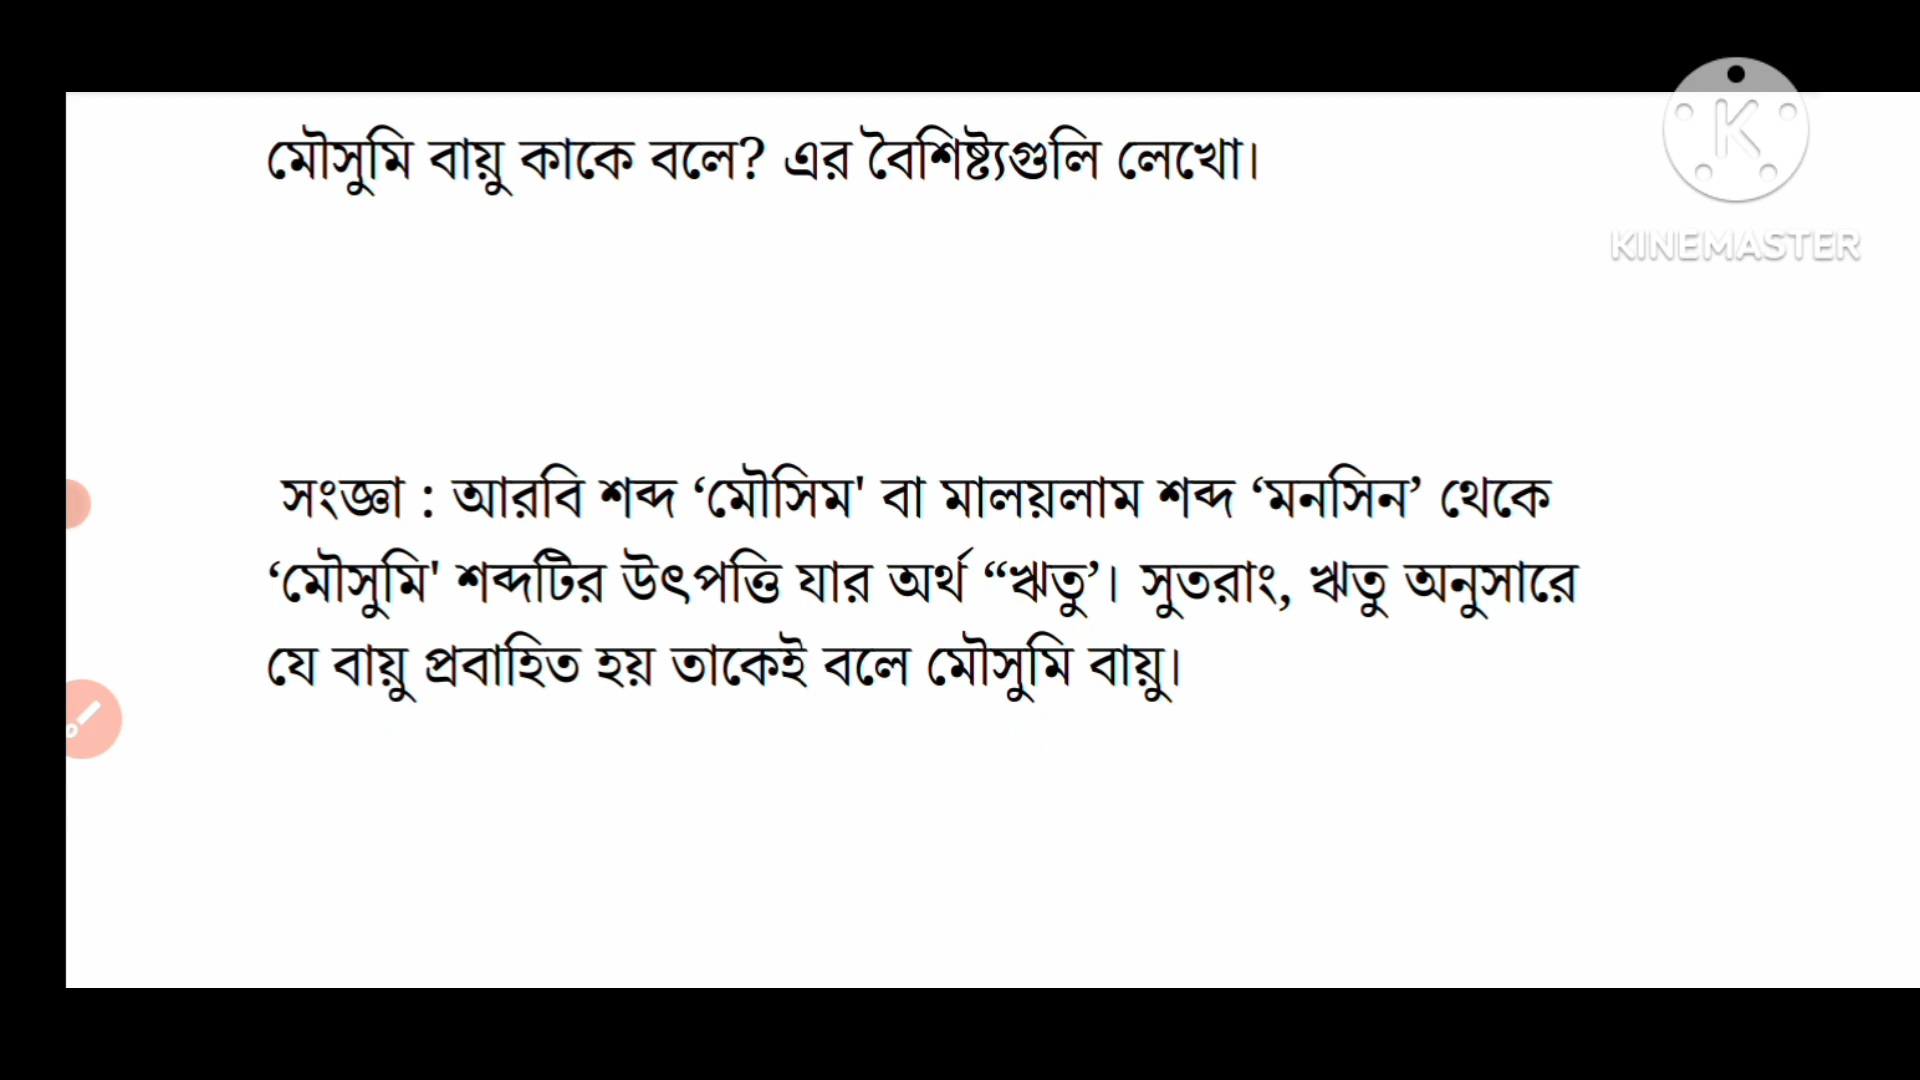 মৌসুমি বায়ু কাকে বলে? এর বৈশিষ্ট্যগুলি লেখো।
K
KINEMASTER
সংজ্ঞা : আরবি শব্দ ‘মৌসিম' বা মালয়লাম শব্দ ‘মনসিন’ থেকে
‘মৌসুমি' শব্দটির উৎপত্তি যার অর্থ “ঋতু’। সুতরাং, ঋতু অনুসারে
যে বায়ু প্রবাহিত হয় তাকেই বলে মৌসুমি বায়ু।